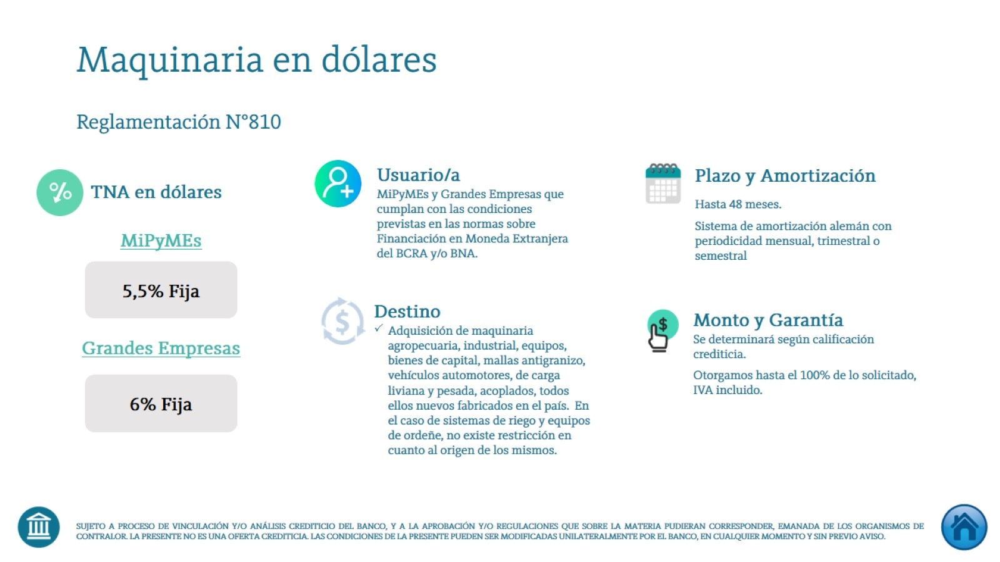 Maquinaria en dólares
Reglamentación N°810
TNA en dólares
MiPyMEs
5,5% Fija
Grandes Empresas
6% Fija
Usuario/a
MiPyMEs y Grandes Empresas que
cumplan con las condiciones
previstas en las normas sobre
Financiación en Moneda Extranjera
del BCRA y/o BNA.
Destino
✓ Adquisición de maquinaria
agropecuaria, industrial, equipos,
bienes de capital, mallas antigranizo,
vehículos automotores, de carga
liviana y pesada, acoplados, todos
ellos nuevos fabricados en el país. En
el caso de sistemas de riego y equipos
de ordeñe, no existe restricción en
cuanto al origen de los mismos.
Plazo y Amortización
Hasta 48 meses.
Sistema de amortización alemán con
periodicidad mensual, trimestral o
semestral
Monto y Garantía
Se determinará según calificación
crediticia.
Otorgamos hasta el 100% de lo solicitado,
IVA incluido.
SUJETO A PROCESO DE VINCULACIÓN Y/O ANÁLISIS CREDITICIO DEL BANCO, Y A LA APROBACIÓN Y/O REGULACIONES QUE SOBRE LA MATERIA PUDIERAN CORRESPONDER, EMANADA DE LOS ORGANISMOS DE
CONTRALOR. LA PRESENTE NO ES UNA OFERTA CREDITICIA. LAS CONDICIONES DE LA PRESENTE PUEDEN SER MODIFICADAS UNILATERALMENTE POR EL BANCO, EN CUALQUIER MOMENTO Y SIN PREVIO AVISO.